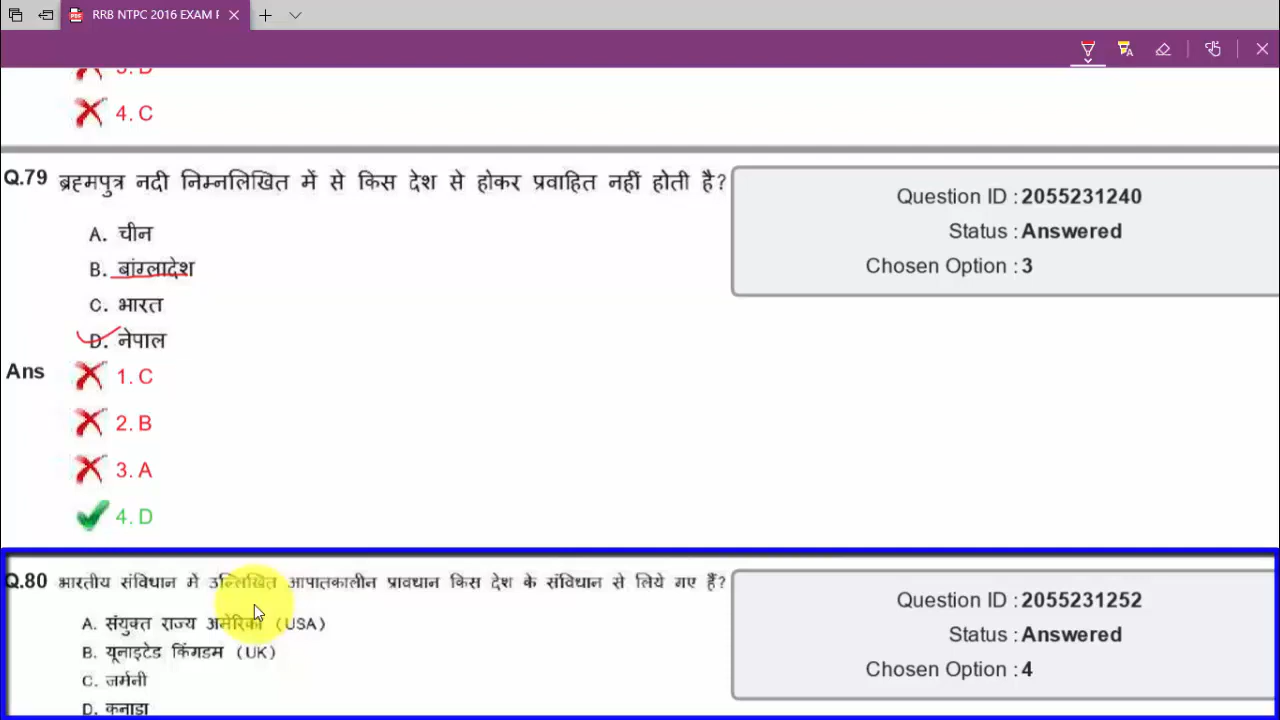 RRB NTPC 2016 EXAM F
4. C
Q.79 ब्रह्मपुत्र नदी निम्नलिखित में से किस देश से होकर प्रवाहित नहीं होती है?
Question ID : 2055231240
Status : Answered
Chosen Option : 3
A. चीन
B. बांग्लादेश
C. भारत
D. नेपाल
Ans
1. C
2. B
3. A
4. D
Q.80 भारतीय संविधान में उल्लिखित आपातकालीन प्रावधान किस देश के संविधान से लिये गए हैं?
Question ID : 2055231252
Status : Answered
Chosen Option : 4
A. संयुक्त राज्य अमेरिका (USA)
B. यूनाइटेड किंगडम (UK)
C. जर्मनी
D. कनाडा